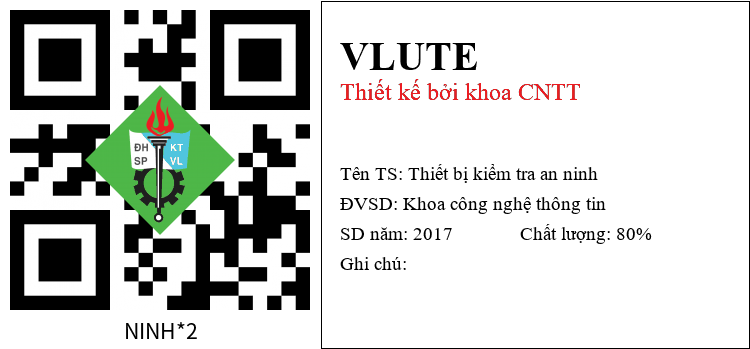 ĐH KT
SP VL
NINH*2
VLUTE
Thiết kế bởi khoa CNTT
Tên TS: Thiết bị kiểm tra an ninh
ĐVSD: Khoa công nghệ thông tin
SD năm: 2017 Chất lượng: 80%
Ghi chú: